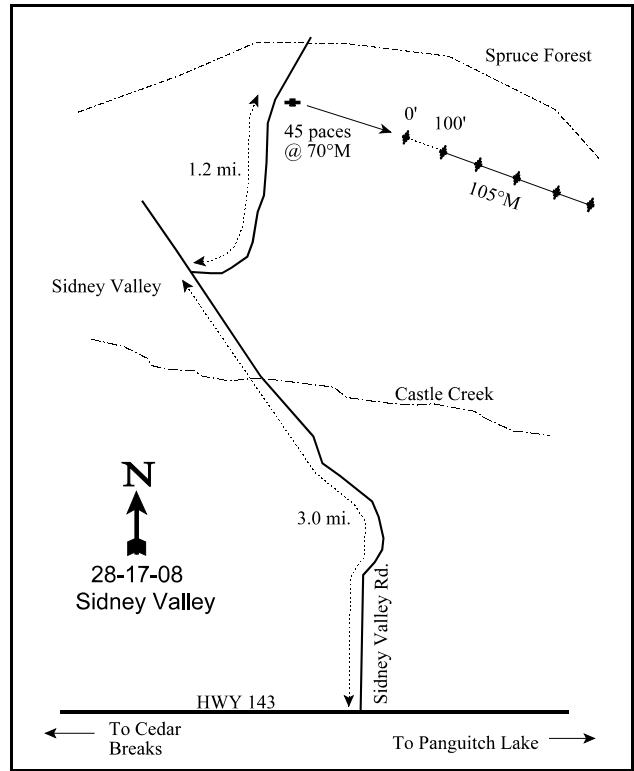 Spruce Forest
0'
100'
45 paces
@ 70°M
1.2 mi.
105°M
Sidney Valley
Castle Creek
N
3.0 mi.
28-17-08
Sidney Valley
Sidney Valley Rd.
HWY 143
To Cedar
Breaks
To Panguitch Lake